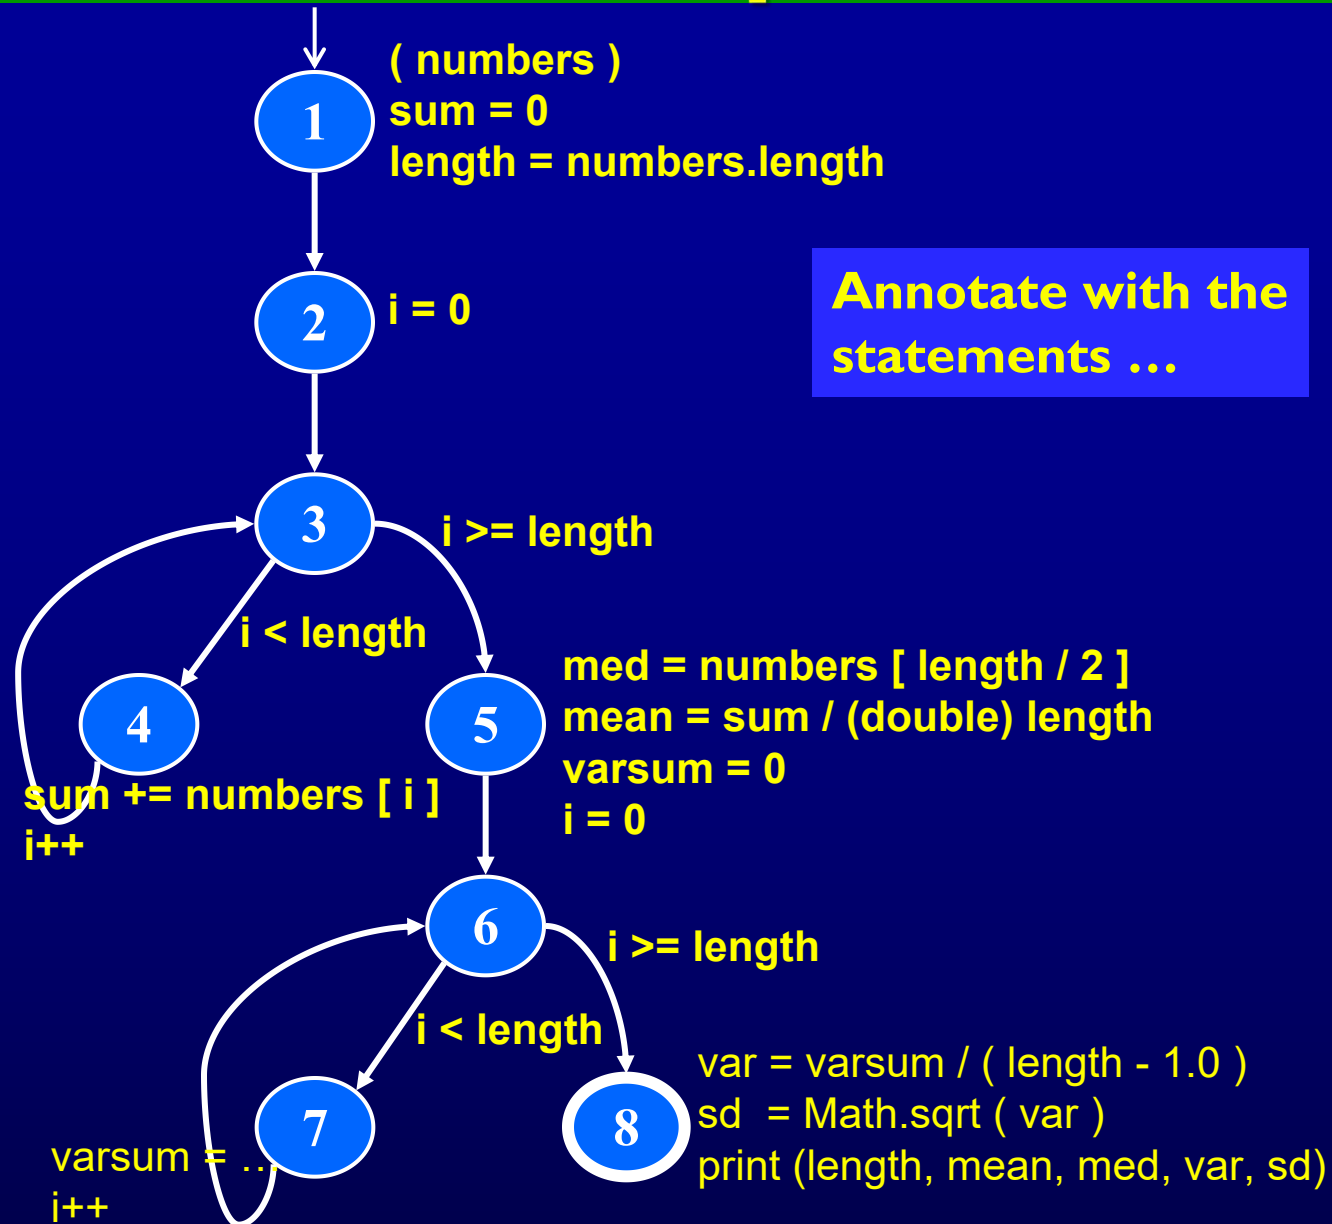 ( numbers )
sum = 0
length = numbers.length
1
2
i = 0
Annotate with the
statements …
3
i >= length
i < length
4
sum += numbers [ i ]
i++
5
med = numbers [ length / 2 ]
mean = sum / (double) length
varsum = 0
i = 0
6
i >= length
i < length
7
varsum = …
i++
8
var = varsum / ( length - 1.0 )
sd = Math.sqrt ( var )
print (length, mean, med, var, sd)